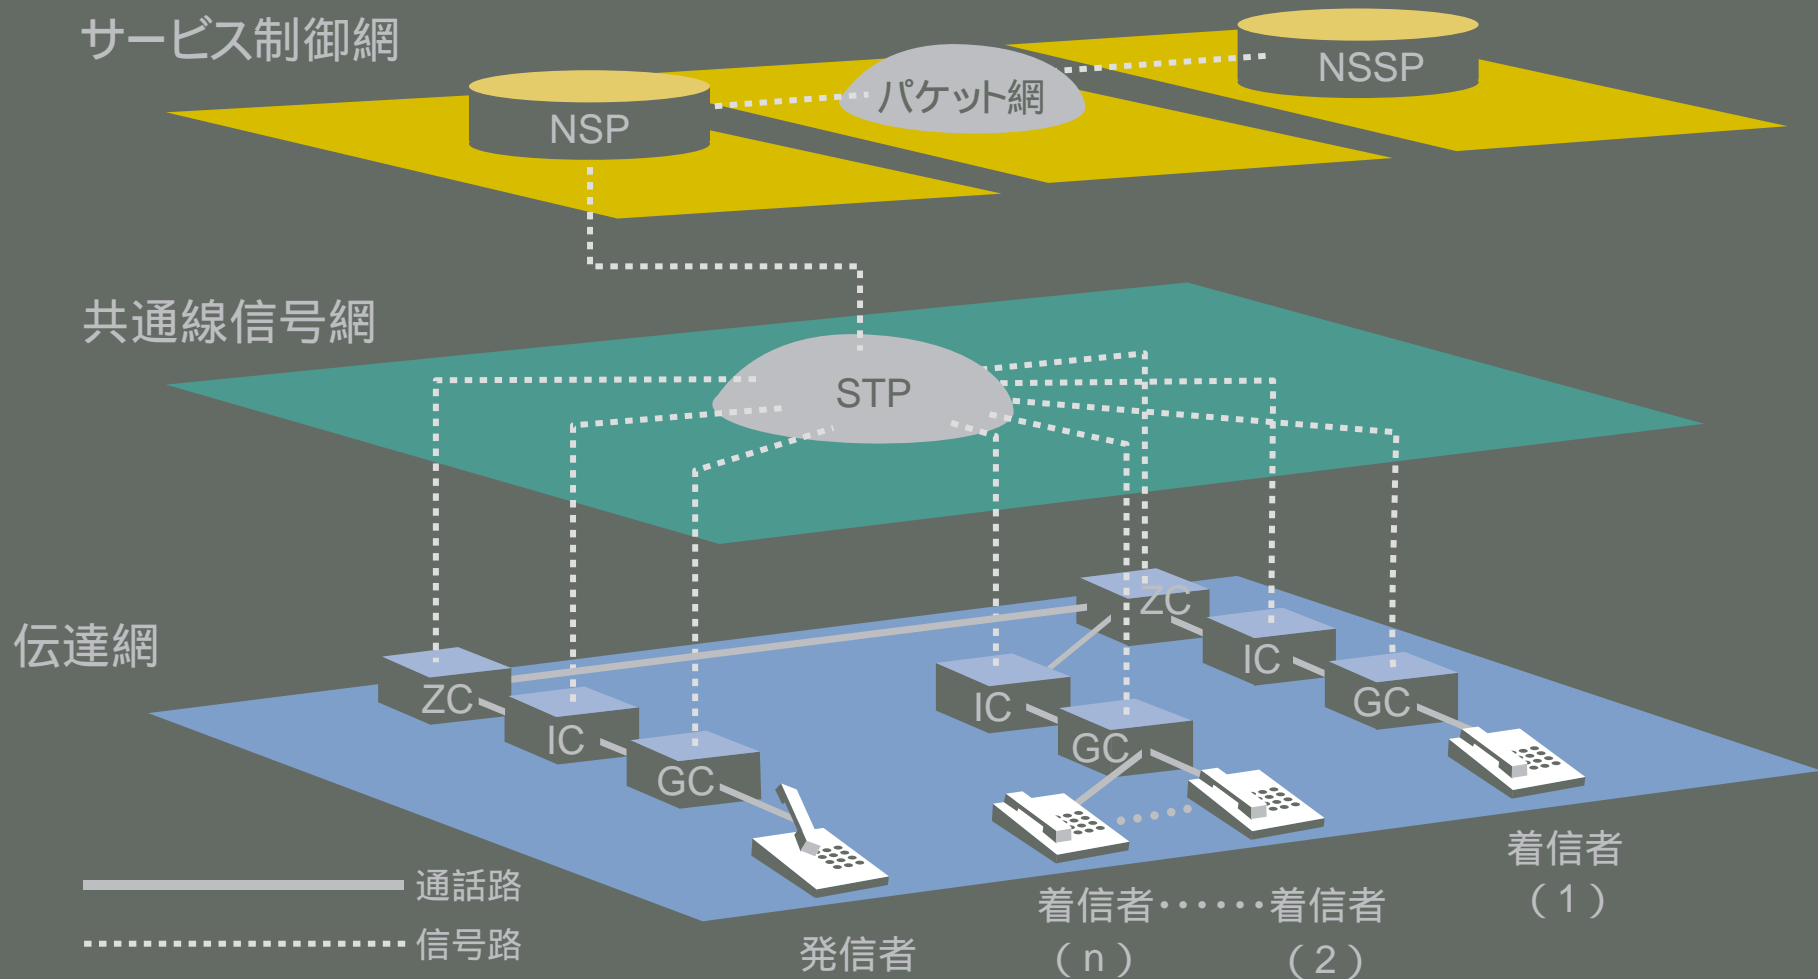 サービス制御網
NSSP
パケット網
NSP
共通線信号網
STP
伝達網
ZC
IC
GC
ZC
IC
GC
IC
GC
着信者
（1）
着信者・・・・・・着信者
（n）
（2）
発信者
通話路
信号路